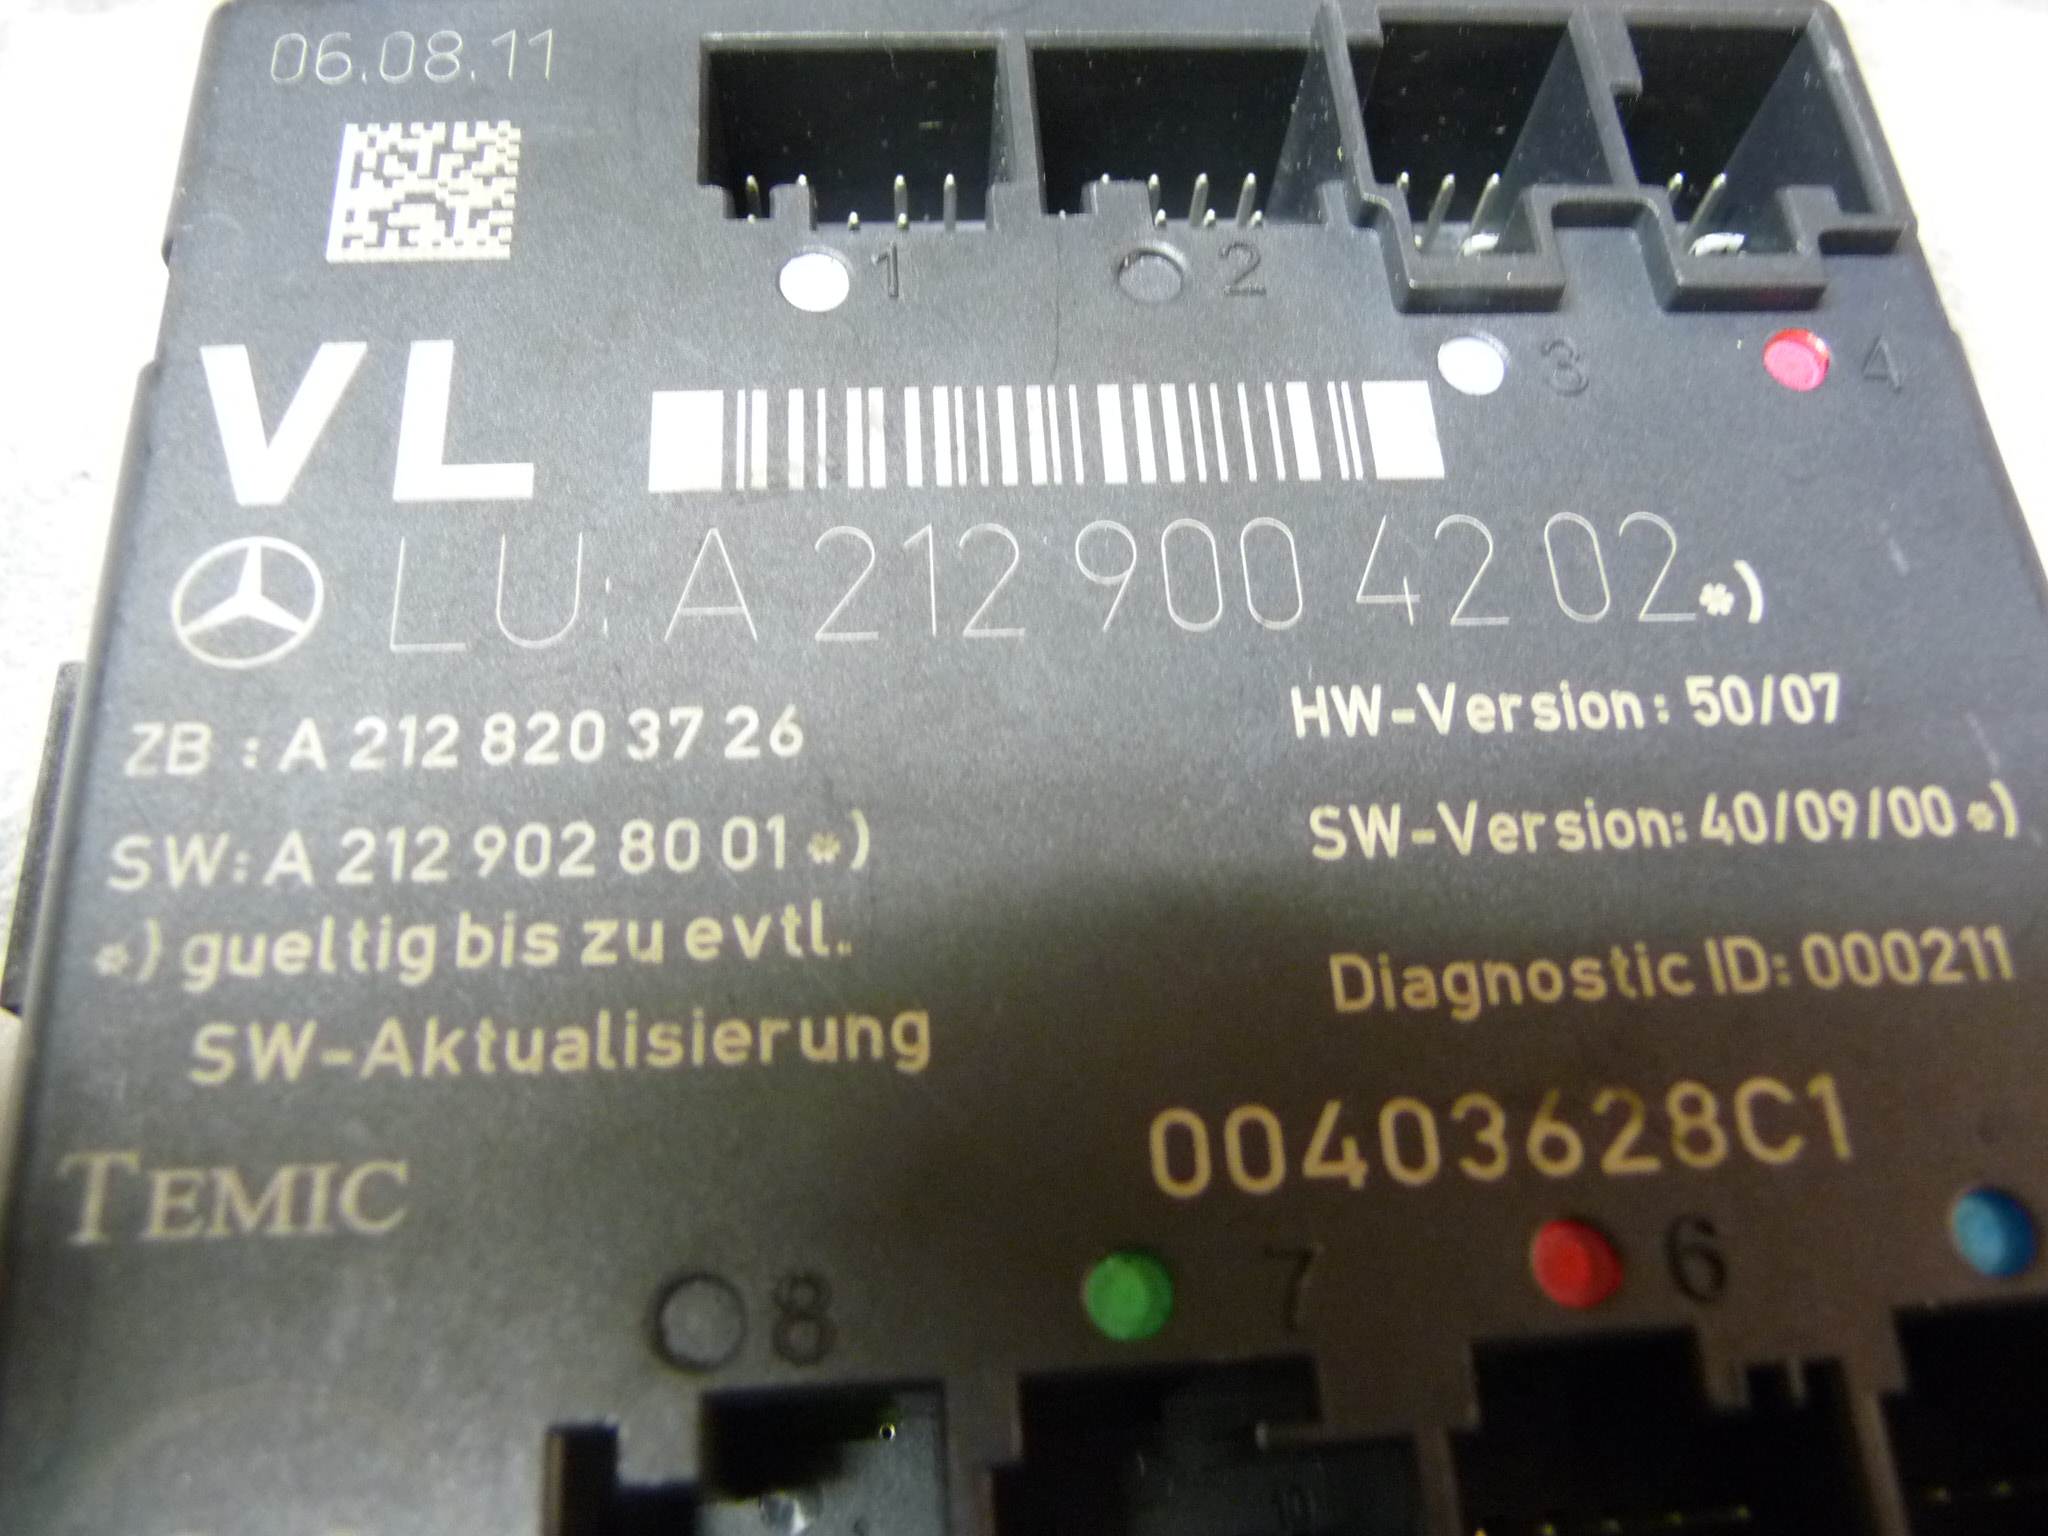 06.08.11
1
2
3
4
VL
LU: A 212 900 42 02 *)
ZB : A 212 820 37 26
HW-Version: 50/07
SW: A 212 902 80 01 *)
SW-Version: 40/09/00 *)
*) gueltig bis zu evtl.
Diagnostic ID: 000211
SW-Aktualisierung
00403628C1
TEMIC
8
7
6